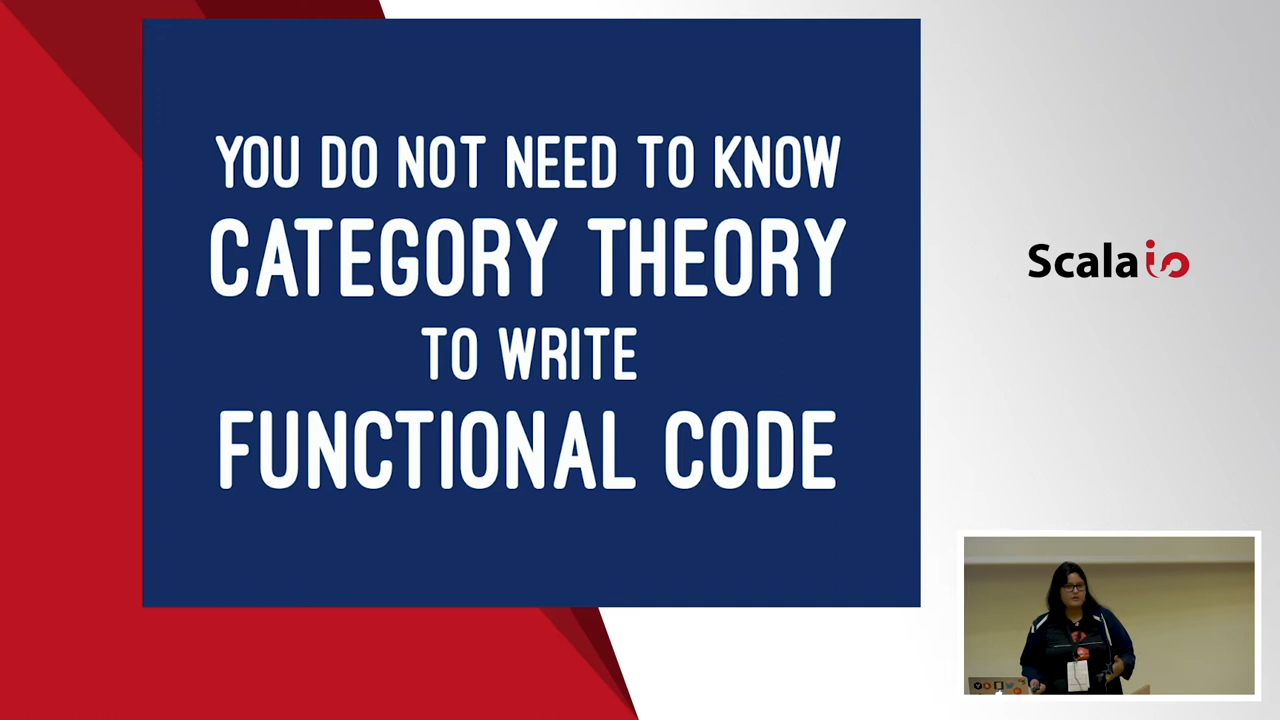 YOU DO NOT NEED TO KNOW
CATEGORY THEORY
TO WRITE
FUNCTIONAL CODE
Scala io